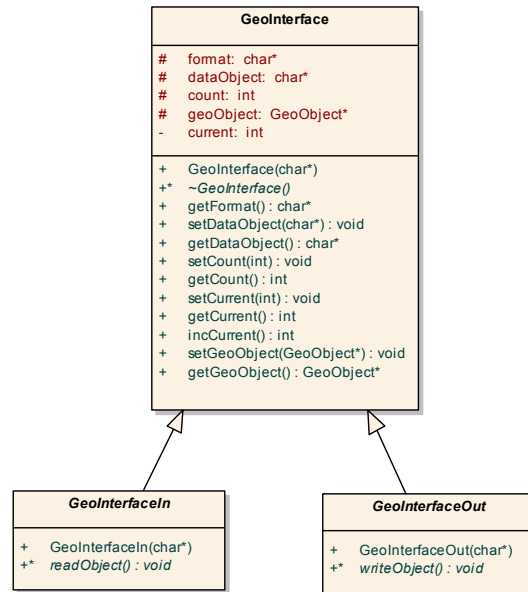 GeoInterface
# format: char*
# dataObject: char*
# count: int
# geoObject: GeoObject*
- current: int
+ GeoInterface(char*)
+* ~GeoInterface()
+ getFormat() : char*
+ setDataObject(char*) : void
+ getDataObject() : char*
+ setCount(int) : void
+ getCount() : int
+ setCurrent(int) : void
+ getCurrent() : int
+ incCurrent() : int
+ setGeoObject(GeoObject*) : void
+ getGeoObject() : GeoObject*
GeoInterfaceIn
+ GeoInterfaceIn(char*)
+* readObject() : void
GeoInterfaceOut
+ GeoInterfaceOut(char*)
+* writeObject() : void